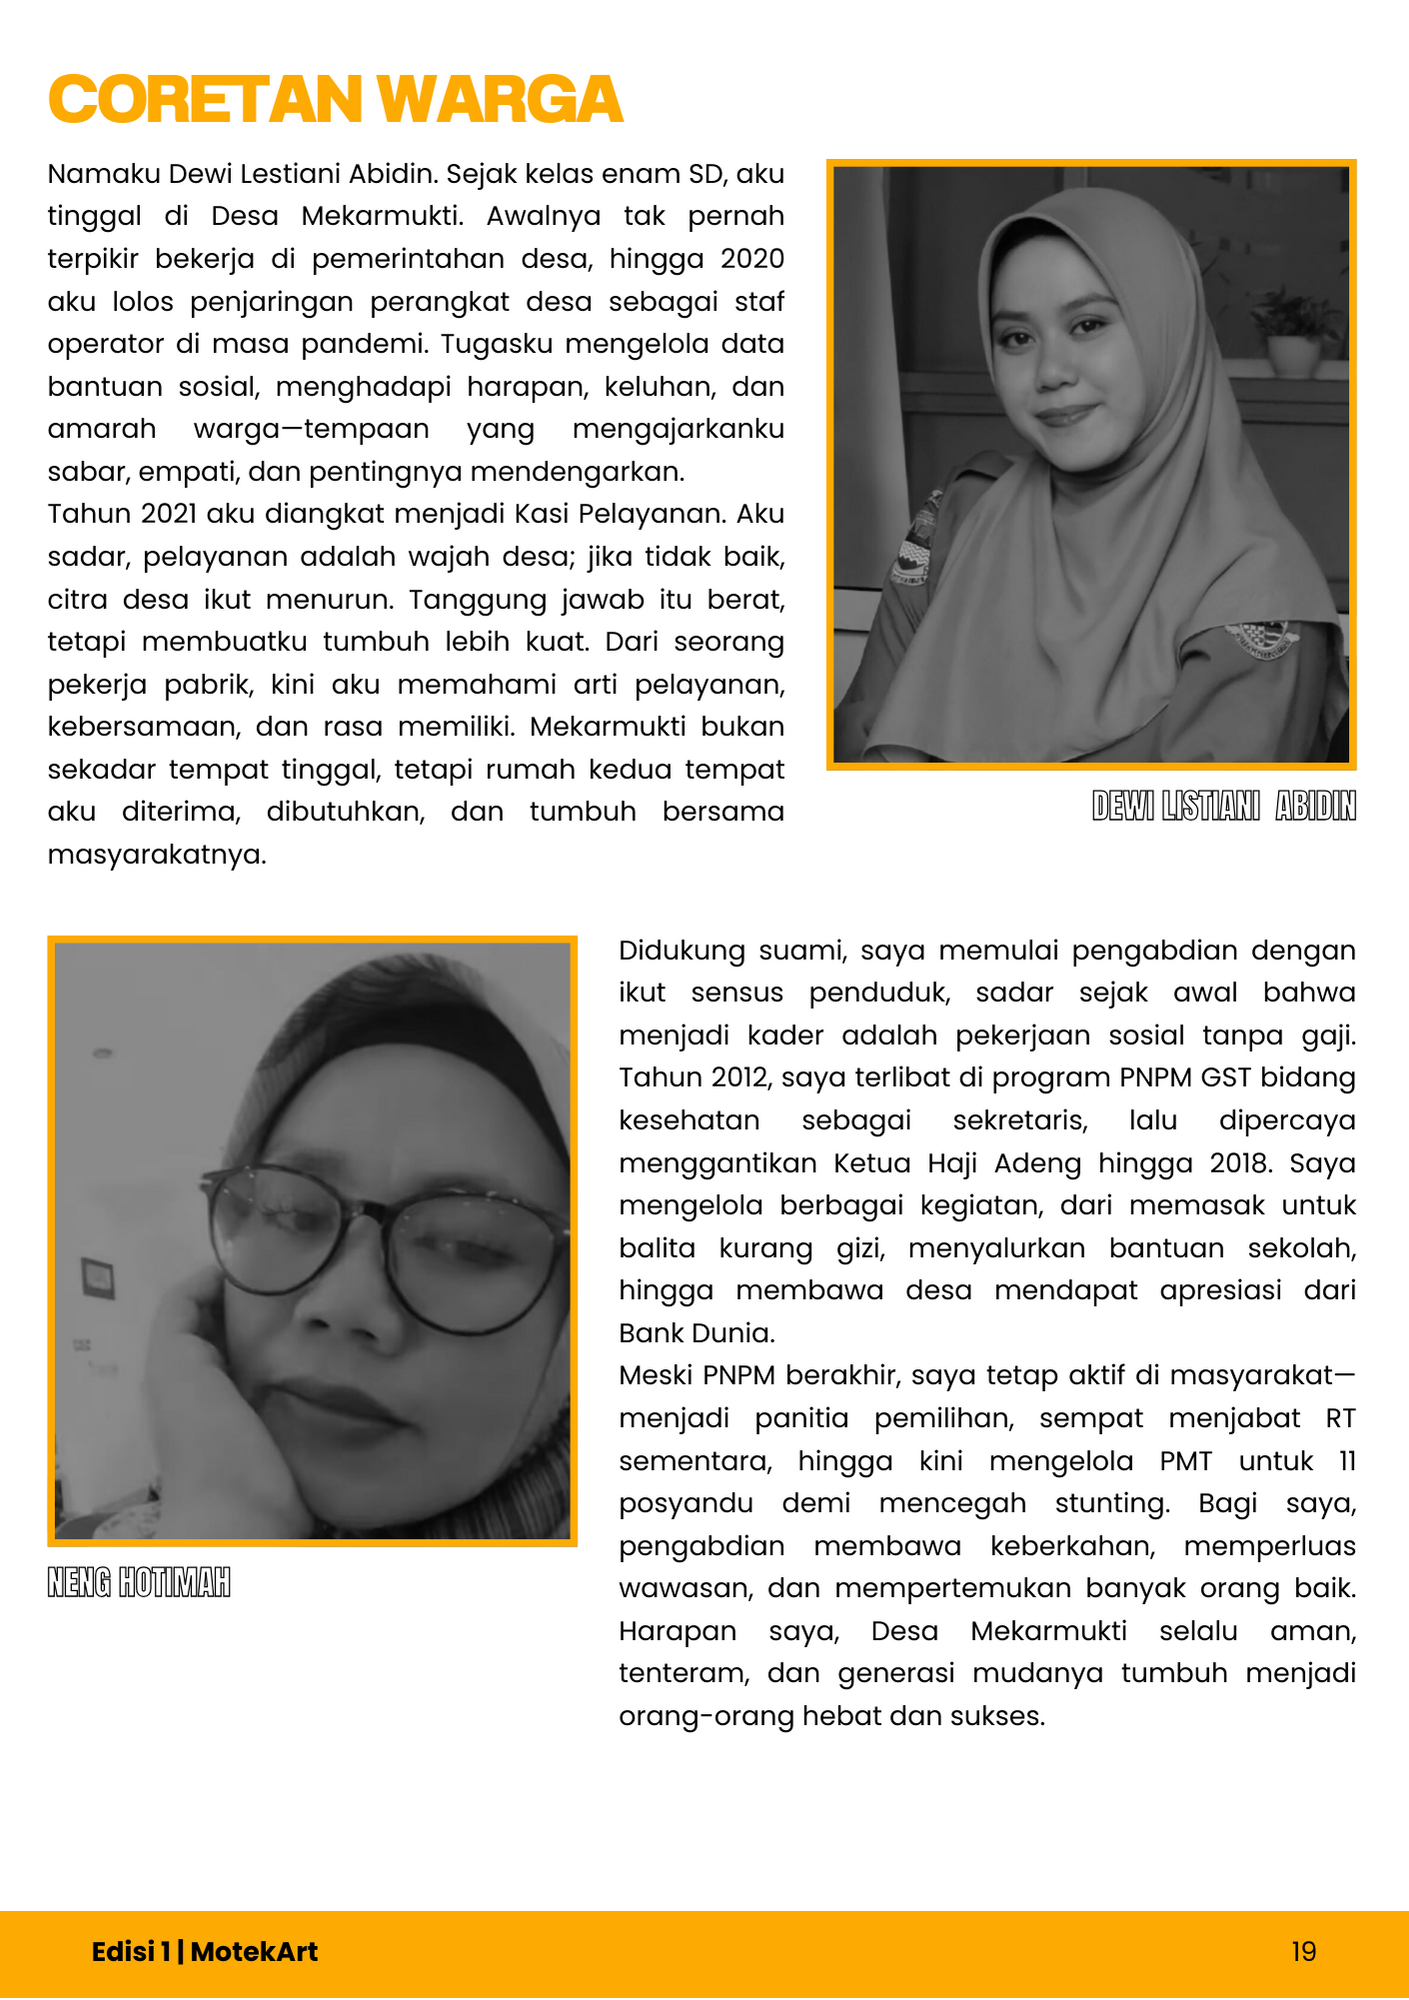 CORETAN WARGA
Namaku Dewi Lestiani Abidin. Sejak kelas enam SD, aku
tinggal di Desa Mekarmukti. Awalnya tak pernah
terpikir bekerja di pemerintahan desa, hingga 2020
aku lolos penjaringan perangkat desa sebagai staf
operator di masa pandemi. Tugasku mengelola data
bantuan sosial, menghadapi harapan, keluhan, dan
amarah warga—tempaan yang mengajarkanku
sabar, empati, dan pentingnya mendengarkan.
Tahun 2021 aku diangkat menjadi Kasi Pelayanan. Aku
sadar, pelayanan adalah wajah desa; jika tidak baik,
citra desa ikut menurun. Tanggung jawab itu berat,
tetapi membuatku tumbuh lebih kuat. Dari seorang
pekerja pabrik, kini aku memahami arti pelayanan,
kebersamaan, dan rasa memiliki. Mekarmukti bukan
sekadar tempat tinggal, tetapi rumah kedua tempat
aku diterima, dibutuhkan, dan tumbuh bersama
masyarakatnya.
DEWI LISTIANI ABIDIN
Didukung suami, saya memulai pengabdian dengan
ikut sensus penduduk, sadar sejak awal bahwa
menjadi kader adalah pekerjaan sosial tanpa gaji.
Tahun 2012, saya terlibat di program PNPM GST bidang
kesehatan sebagai sekretaris, lalu dipercaya
menggantikan Ketua Haji Adeng hingga 2018. Saya
mengelola berbagai kegiatan, dari memasak untuk
balita kurang gizi, menyalurkan bantuan sekolah,
hingga membawa desa mendapat apresiasi dari
Bank Dunia.
Meski PNPM berakhir, saya tetap aktif di masyarakat—
menjadi panitia pemilihan, sempat menjabat RT
sementara, hingga kini mengelola PMT untuk 11
posyandu demi mencegah stunting. Bagi saya,
pengabdian membawa keberkahan, memperluas
wawasan, dan mempertemukan banyak orang baik.
Harapan saya, Desa Mekarmukti selalu aman,
tenteram, dan generasi mudanya tumbuh menjadi
orang-orang hebat dan sukses.
NENG HOTIMAH
Edisi 1 | MotekArt
19